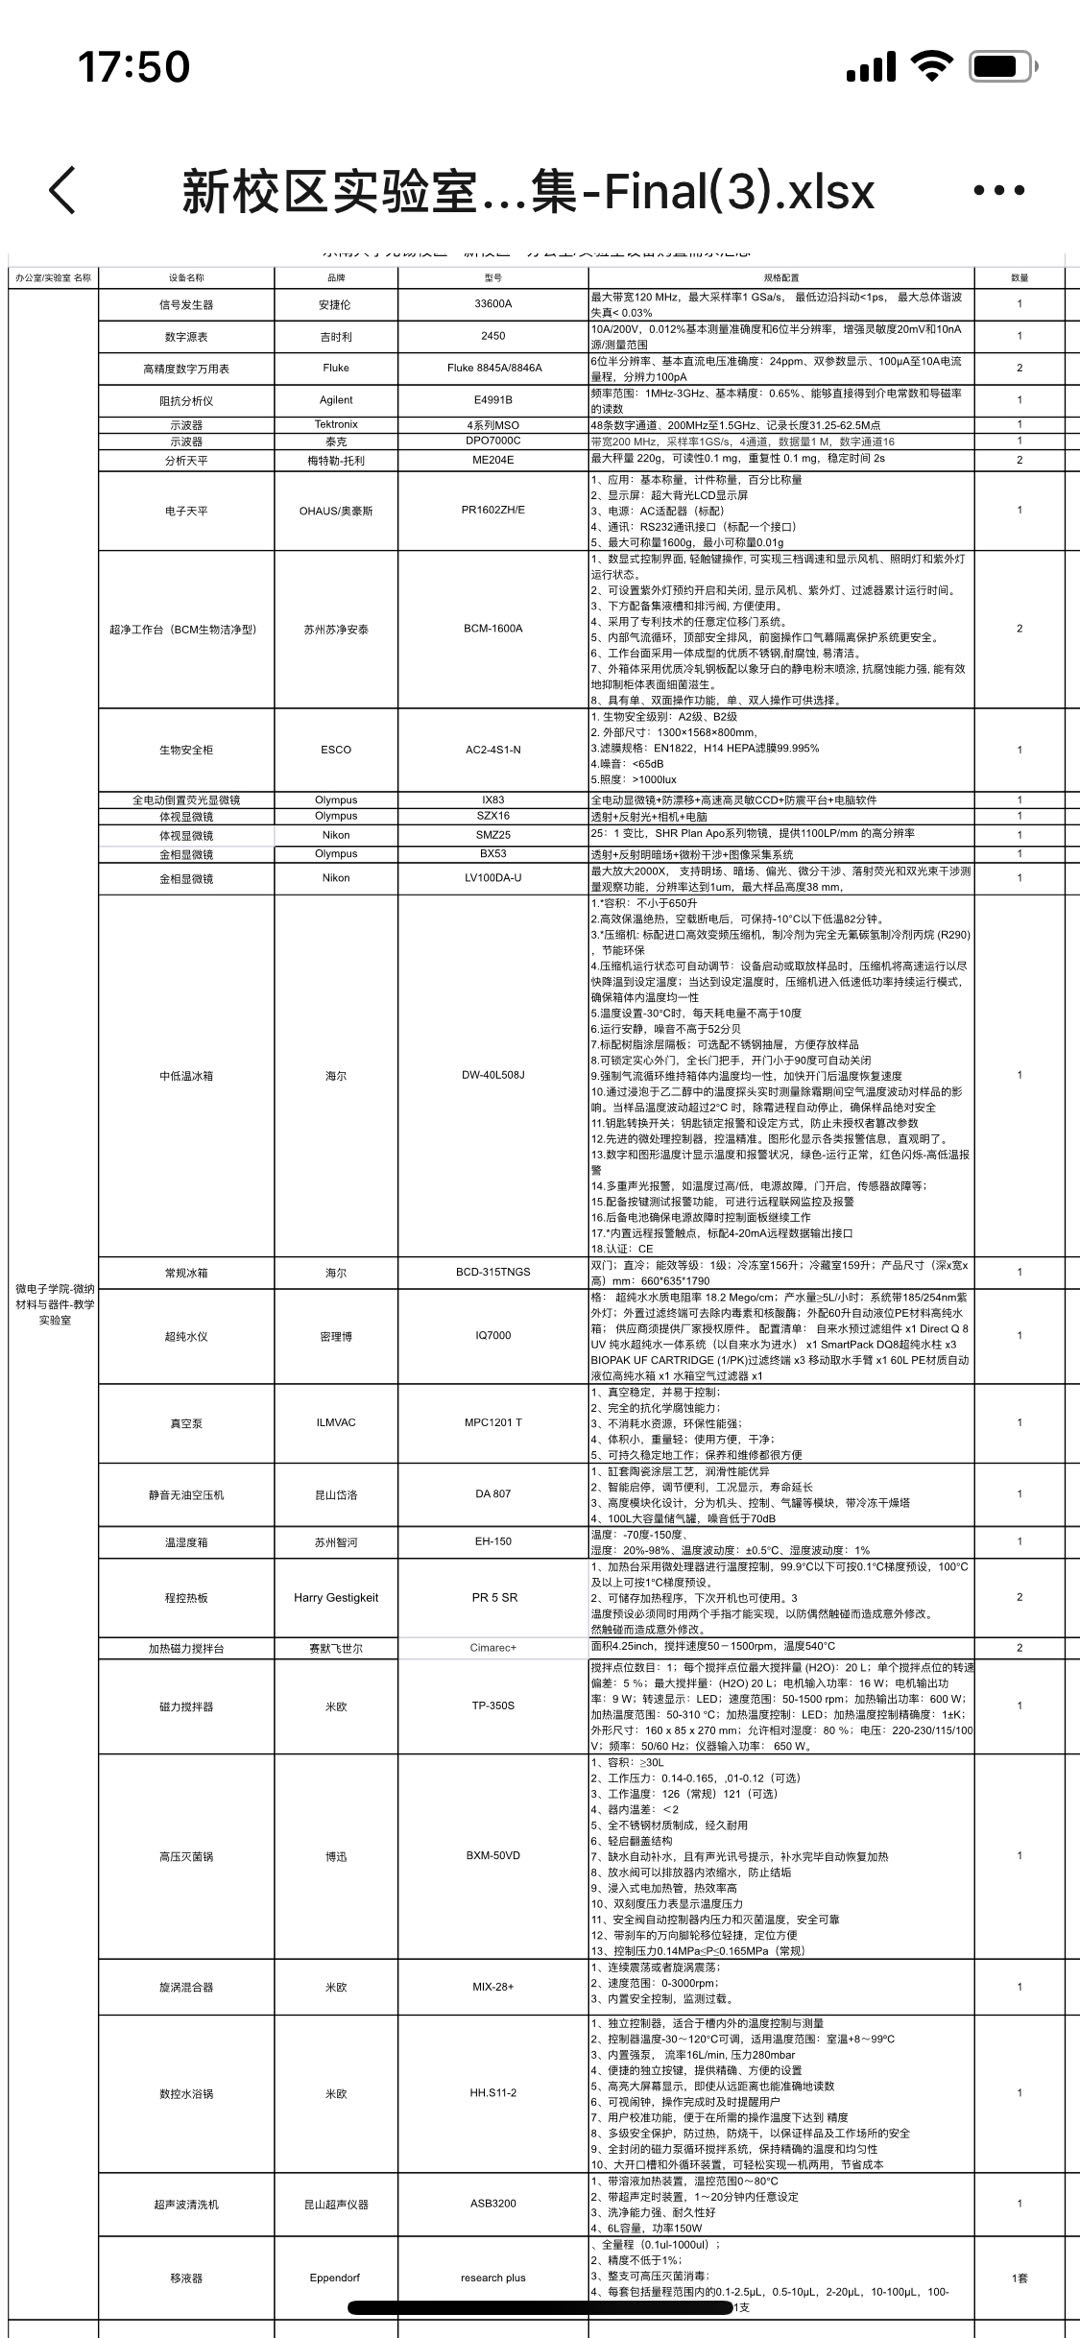 17:50
新校区实验室...集-Final(3).xlsx
办公室/实验室 名称 设备名称 品牌 型号 规格配置 数量
微电子学院-微纳
材料与器件-教学
实验室
信号发生器 安捷伦 33600A 最大带宽120 MHz，最大采样率1 GSa/s， 最低边沿抖动<1ps， 最大总体谐波
失真< 0.03% 1
数字源表 吉时利 2450 10A/200V，0.012%基本测量准确度和6位半分辨率，增强灵敏度20mV和10nA
源/测量范围 1
高精度数字万用表 Fluke Fluke 8845A/8846A 6位半分辨率、基本直流电压准确度：24ppm、双参数显示、100μA至10A电流
量程，分辨力100pA 2
阻抗分析仪 Agilent E4991B 频率范围：1MHz-3GHz、基本精度：0.65%、能够直接得到介电常数和导磁率
的读数 1
示波器 Tektronix 4系列MSO 48条数字通道、200MHz至1.5GHz、记录长度31.25-62.5M点 1
示波器 泰克 DPO7000C 带宽200 MHz，采样率1GS/s，4通道，数据量1 M，数字通道16 1
分析天平 梅特勒-托利 ME204E 最大秤量 220g，可读性0.1 mg，重复性 0.1 mg，稳定时间 2s 2
电子天平 OHAUS/奥豪斯 PR1602ZH/E 1、应用：基本称量，计件称量，百分比称量
2、显示屏：超大背光LCD显示屏
3、电源：AC适配器（标配）
4、通讯：RS232通讯接口（标配一个接口）
5、最大可称量1600g，最小可称量0.01g 1
超净工作台（BCM生物洁净型） 苏州苏净安泰 BCM-1600A 1、数显式控制界面, 轻触键操作, 可实现三档调速和显示风机、照明灯和紫外灯
运行状态。
2、可设置紫外灯预约开启和关闭, 显示风机、紫外灯、过滤器累计运行时间。
3、下方配备集液槽和排污阀, 方便使用。
4、采用了专利技术的任意定位移门系统。
5、内部气流循环，顶部安全排风，前窗操作口气幕隔离保护系统更安全。
6、工作台面采用一体成型的优质不锈钢,耐腐蚀, 易清洁。
7、外箱体采用优质冷轧钢板配以象牙白的静电粉末喷涂, 抗腐蚀能力强, 能有效
地抑制柜体表面细菌滋生。
8、具有单、双面操作功能，单、双人操作可供选择。 2
生物安全柜 ESCO AC2-4S1-N 1. 生物安全级别：A2级、B2级
2. 外部尺寸：1300×1568×800mm,
3.滤膜规格：EN1822，H14 HEPA滤膜99.995%
4.噪音：<65dB
5.照度：>1000lux 1
全电动倒置荧光显微镜 Olympus IX83 全电动显微镜+防漂移+高速高灵敏CCD+防震平台+电脑软件 1
体视显微镜 Olympus SZX16 透射+反射光+相机+电脑 1
体视显微镜 Nikon SMZ25 25：1 变比，SHR Plan Apo系列物镜，提供1100LP/mm 的高分辨率 1
金相显微镜 Olympus BX53 透射+反射明暗场+微粉干涉+图像采集系统 1
金相显微镜 Nikon LV100DA-U 最大放大2000X， 支持明场、暗场、偏光、微分干涉、落射荧光和双光束干涉测
量观察功能，分辨率达到1um，最大样品高度38 mm， 1
中低温冰箱 海尔 DW-40L508J 1.*容积：不小于650升
2.高效保温绝热，空载断电后，可保持-10°C以下低温82分钟。
3.*压缩机: 标配进口高效变频压缩机，制冷剂为完全无氟碳氢制冷剂丙烷 (R290)
，节能环保
4.压缩机运行状态可自动调节：设备启动或取放样品时，压缩机将高速运行以尽
快降温到设定温度；当达到设定温度时，压缩机进入低速低功率持续运行模式，
确保箱体内温度均一性
5.温度设置-30°C时，每天耗电量不高于10度
6.运行安静，噪音不高于52分贝
7.标配树脂涂层隔板；可选配不锈钢抽屉，方便存放样品
8.可锁定实心外门，全长门把手，开门小于90度可自动关闭
9.强制气流循环维持箱体内温度均一性，加快开门后温度恢复速度
10.通过浸泡于乙二醇中的温度探头实时测量除霜期间空气温度波动对样品的影
响。当样品温度波动超过2°C 时，除霜进程自动停止，确保样品绝对安全
11.钥匙转换开关；钥匙锁定报警和设定方式，防止未授权者篡改参数
12.先进的微处理控制器，控温精准。图形化显示各类报警信息，直观明了。
13.数字和图形温度计显示温度和报警状况，绿色-运行正常，红色闪烁-高低温报
警
14.多重声光报警，如温度过高/低，电源故障，门开启，传感器故障等；
15.配备按键测试报警功能，可进行远程联网监控及报警
16.后备电池确保电源故障时控制面板继续工作
17.*内置远程报警触点，标配4-20mA远程数据输出接口
18.认证：CE 1
常规冰箱 海尔 BCD-315TNGS 双门；直冷；能效等级：1级；冷冻室156升；冷藏室159升；产品尺寸（深x宽x
高）mm：660*635*1790 1
超纯水仪 密理博 IQ7000 格： 超纯水水质电阻率 18.2 Mego/cm；产水量≥5L/小时；系统带185/254nm紫
外灯；外置过滤终端可去除内毒素和核酸酶；外配60升自动液位PE材料高纯水
箱； 供应商须提供厂家授权原件。 配置清单： 自来水预过滤组件 x1 Direct Q 8
UV 纯水超纯水一体系统（以自来水为进水） x1 SmartPack DQ8超纯水柱 x3
BIOPAK UF CARTRIDGE (1/PK)过滤终端 x3 移动取水手臂 x1 60L PE材质自动
液位高纯水箱 x1 水箱空气过滤器 x1 1
真空泵 ILMVAC MPC1201 T 1、真空稳定，并易于控制；
2、完全的抗化学腐蚀能力；
3、不消耗水资源，环保性能强；
4、体积小，重量轻；使用方便，干净；
5、可持久稳定地工作；保养和维修都很方便 1
静音无油空压机 昆山岱洛 DA 807 1、缸套陶瓷涂层工艺，润滑性能优异
2、智能启停，调节便利，工况显示，寿命延长
3、高度模块化设计，分为机头、控制、气罐等模块，带冷冻干燥塔
4、100L大容量储气罐，噪音低于70dB 1
温湿度箱 苏州智河 EH-150 温度：-70度-150度、
湿度：20%-98%、温度波动度：±0.5°C、湿度波动度：1% 1
程控热板 Harry Gestigkeit PR 5 SR 1、加热台采用微处理器进行温度控制，99.9°C以下可按0.1°C梯度预设，100°C
及以上可按1°C梯度预设。
2、可储存加热程序，下次开机也可使用。3
温度预设必须同时用两个手指才能实现，以防偶然触碰而造成意外修改。
然触碰而造成意外修改。 2
加热磁力搅拌台 赛默飞世尔 Cimarec+ 面积4.25inch，搅拌速度50－1500rpm，温度540°C 2
磁力搅拌器 米欧 TP-350S 搅拌点位数目：1；每个搅拌点位最大搅拌量 (H2O)：20 L；单个搅拌点位的转速
偏差：5 %；最大搅拌量：(H2O) 20 L；电机输入功率：16 W；电机输出功
率：9 W；转速显示：LED；速度范围：50-1500 rpm；加热输出功率：600 W；
加热温度范围：50-310 °C；加热温度控制：LED；加热温度控制精确度：1±K；
外形尺寸：160 x 85 x 270 mm；允许相对湿度：80 %；电压：220-230/115/100
V；频率：50/60 Hz；仪器输入功率： 650 W。 1
高压灭菌锅 博迅 BXM-50VD 1、容积：≥30L
2、工作压力：0.14-0.165，.01-0.12（可选）
3、工作温度：126（常规）121（可选）
4、器内温差：＜2
5、全不锈钢材质制成，经久耐用
6、轻启翻盖结构
7、缺水自动补水，且有声光讯号提示，补水完毕自动恢复加热
8、放水阀可以排放器内浓缩水，防止结垢
9、浸入式电加热管，热效率高
10、双刻度压力表显示温度压力
11、安全阀自动控制器内压力和灭菌温度，安全可靠
12、带刹车的万向脚轮移位轻捷，定位方便
13、控制压力0.14MPa≤P≤0.165MPa（常规） 1
旋涡混合器 米欧 MIX-28+ 1、连续震荡或者旋涡震荡；
2、速度范围：0-3000rpm；
3、内置安全控制，监测过载。 1
数控水浴锅 米欧 HH.S11-2 1、独立控制器，适合于槽内外的温度控制与测量
2、控制器温度-30～120°C可调，适用温度范围：室温+8～99°C
3、内置强泵， 流率16L/min, 压力280mbar
4、便捷的独立按键，提供精确、方便的设置
5、高亮大屏幕显示，即使从远距离也能准确地读数
6、可视闹钟，操作完成时及时提醒用户
7、用户校准功能，便于在所需的操作温度下达到 精度
8、多级安全保护，防过热，防烧干，以保证样品及工作场所的安全
9、全封闭的磁力泵循环搅拌系统，保持精确的温度和均匀性
10、大开口槽和外循环装置，可轻松实现一机两用，节省成本 1
超声波清洗机 昆山超声仪器 ASB3200 1、带溶液加热装置，温控范围0～80°C
2、带超声定时装置，1～20分钟内任意设定
3、洗净能力强、耐久性好
4、6L容量，功率150W 1
移液器 Eppendorf research plus 、全量程（0.1ul-1000ul）；
2、精度不低于1%；
3、整支可高压灭菌消毒；
4、每套包括量程范围内的0.1-2.5μL，0.5-10μL，2-20μL，10-100μL，100-
1支 1套